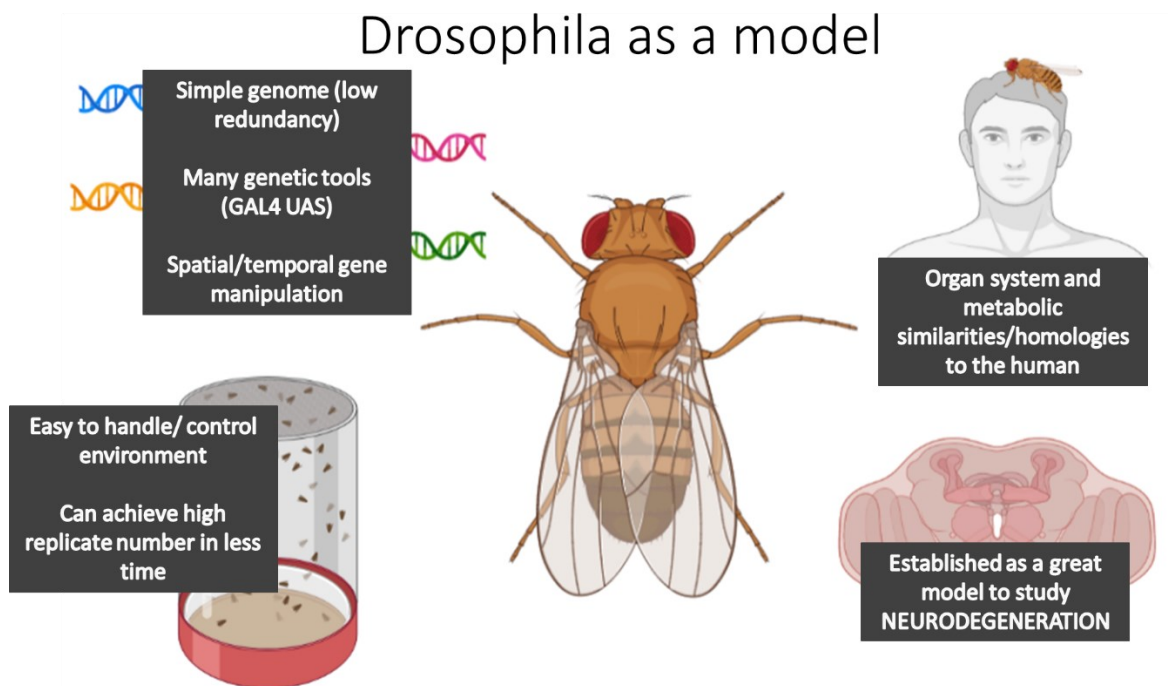 Drosophila as a model
Simple genome (low
redundancy)
Many genetic tools
(GAL4 UAS)
Spatial/temporal gene
manipulation
Organ system and
metabolic
similarities/homologies
to the human
Easy to handle/ control
environment
Can achieve high
replicate number in less
time
Established as a great
model to study
NEURODEGENERATION